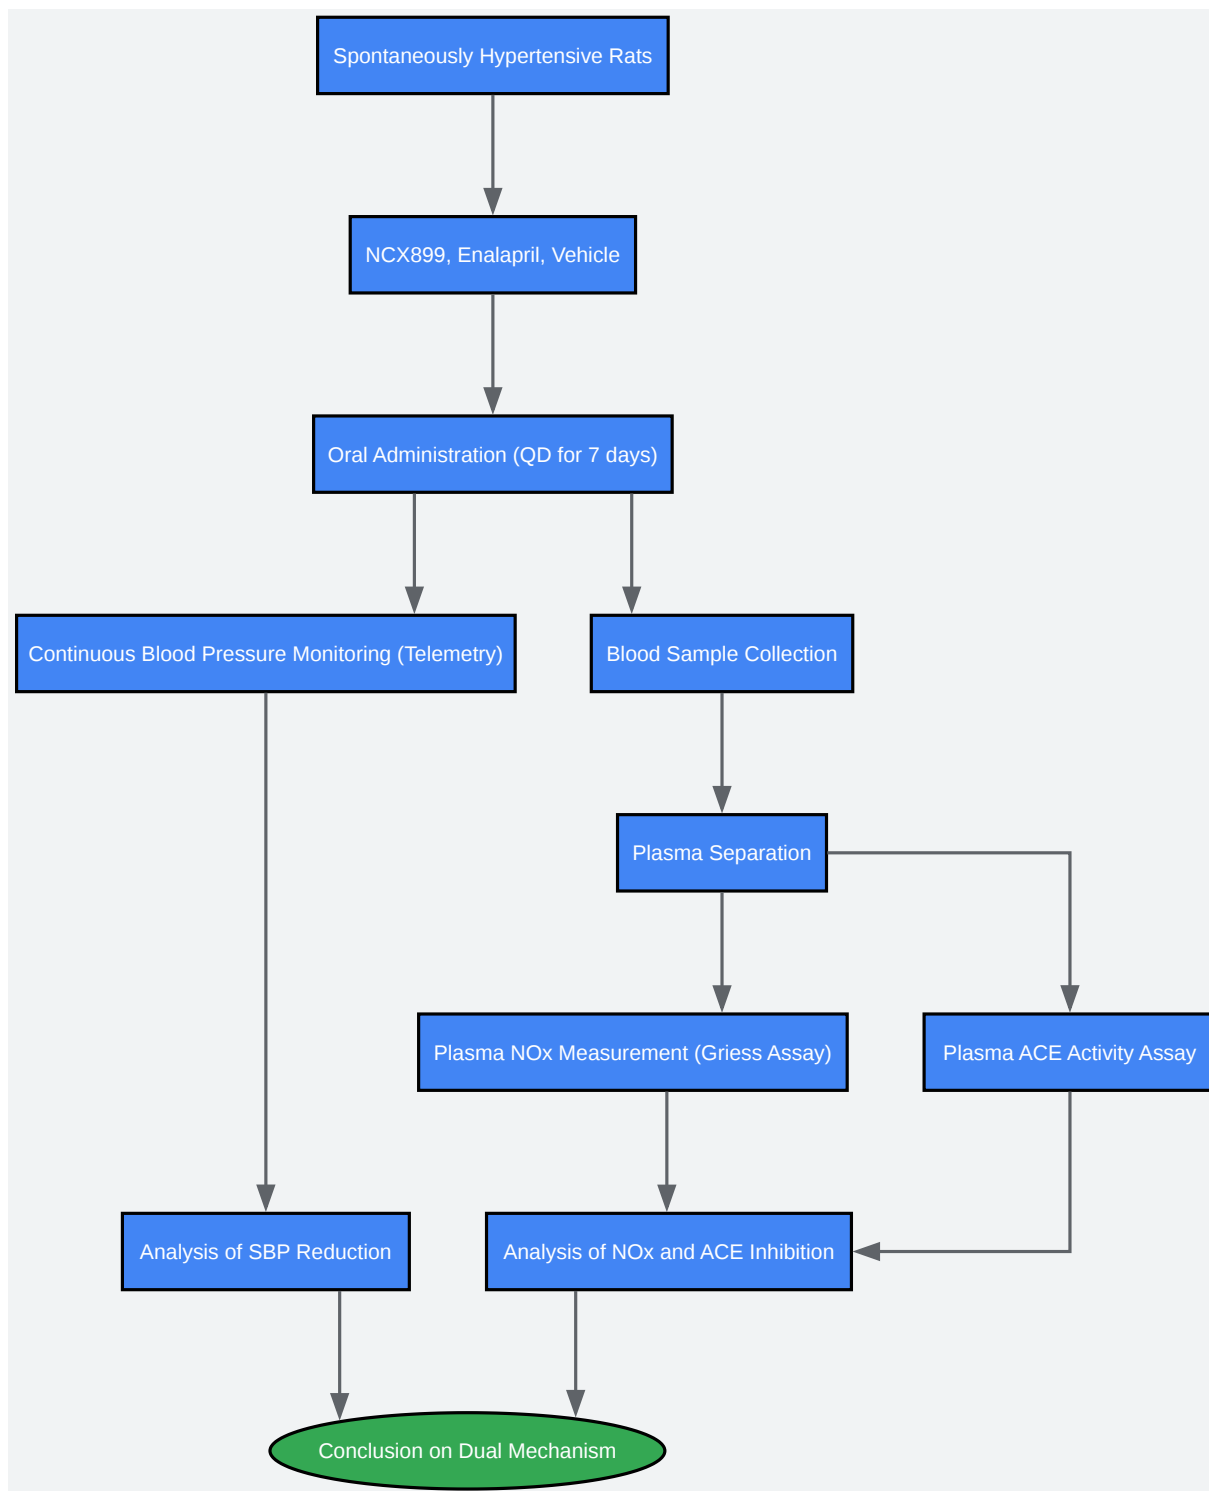 Spontaneously Hypertensive Rats
NCX899, Enalapril, Vehicle
Oral Administration (QD for 7 days)
Continuous Blood Pressure Monitoring (Telemetry)
Blood Sample Collection
Plasma Separation
Plasma NOx Measurement (Griess Assay)
Plasma ACE Activity Assay
Analysis of SBP Reduction
Analysis of NOx and ACE Inhibition
Conclusion on Dual Mechanism